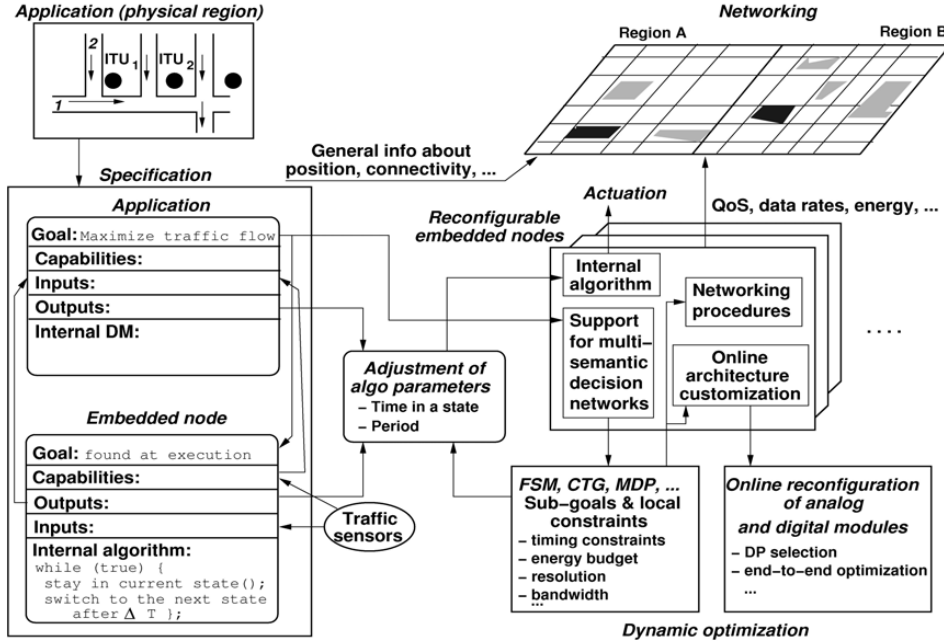 Application (physical region)
2
ITU1
ITU2
1
Networking
Region A
Region B
General info about
position, connectivity, ...
Specification
Application
Goal: Maximize traffic flow
Capabilities:
Inputs:
Outputs:
Internal DM:
Embedded node
Goal: found at execution
Capabilities:
Outputs:
Inputs:
Internal algorithm:
while (true) {
stay in current state();
switch to the next state
after Δ T };
Traffic
sensors
Adjustment of
algo parameters
– Time in a state
– Period
Actuation
Reconfigurable
embedded nodes
QoS, data rates, energy, ...
Internal
algorithm
Support
for multi–
semantic
decision
networks
Networking
procedures
Online
architecture
customization
....
FSM, CTG, MDP, ...
Sub–goals & local
constraints
– timing constraints
– energy budget
– resolution
– bandwidth
...
Online reconfiguration
of analog
and digital modules
– DP selection
– end–to–end optimization
...
Dynamic optimization